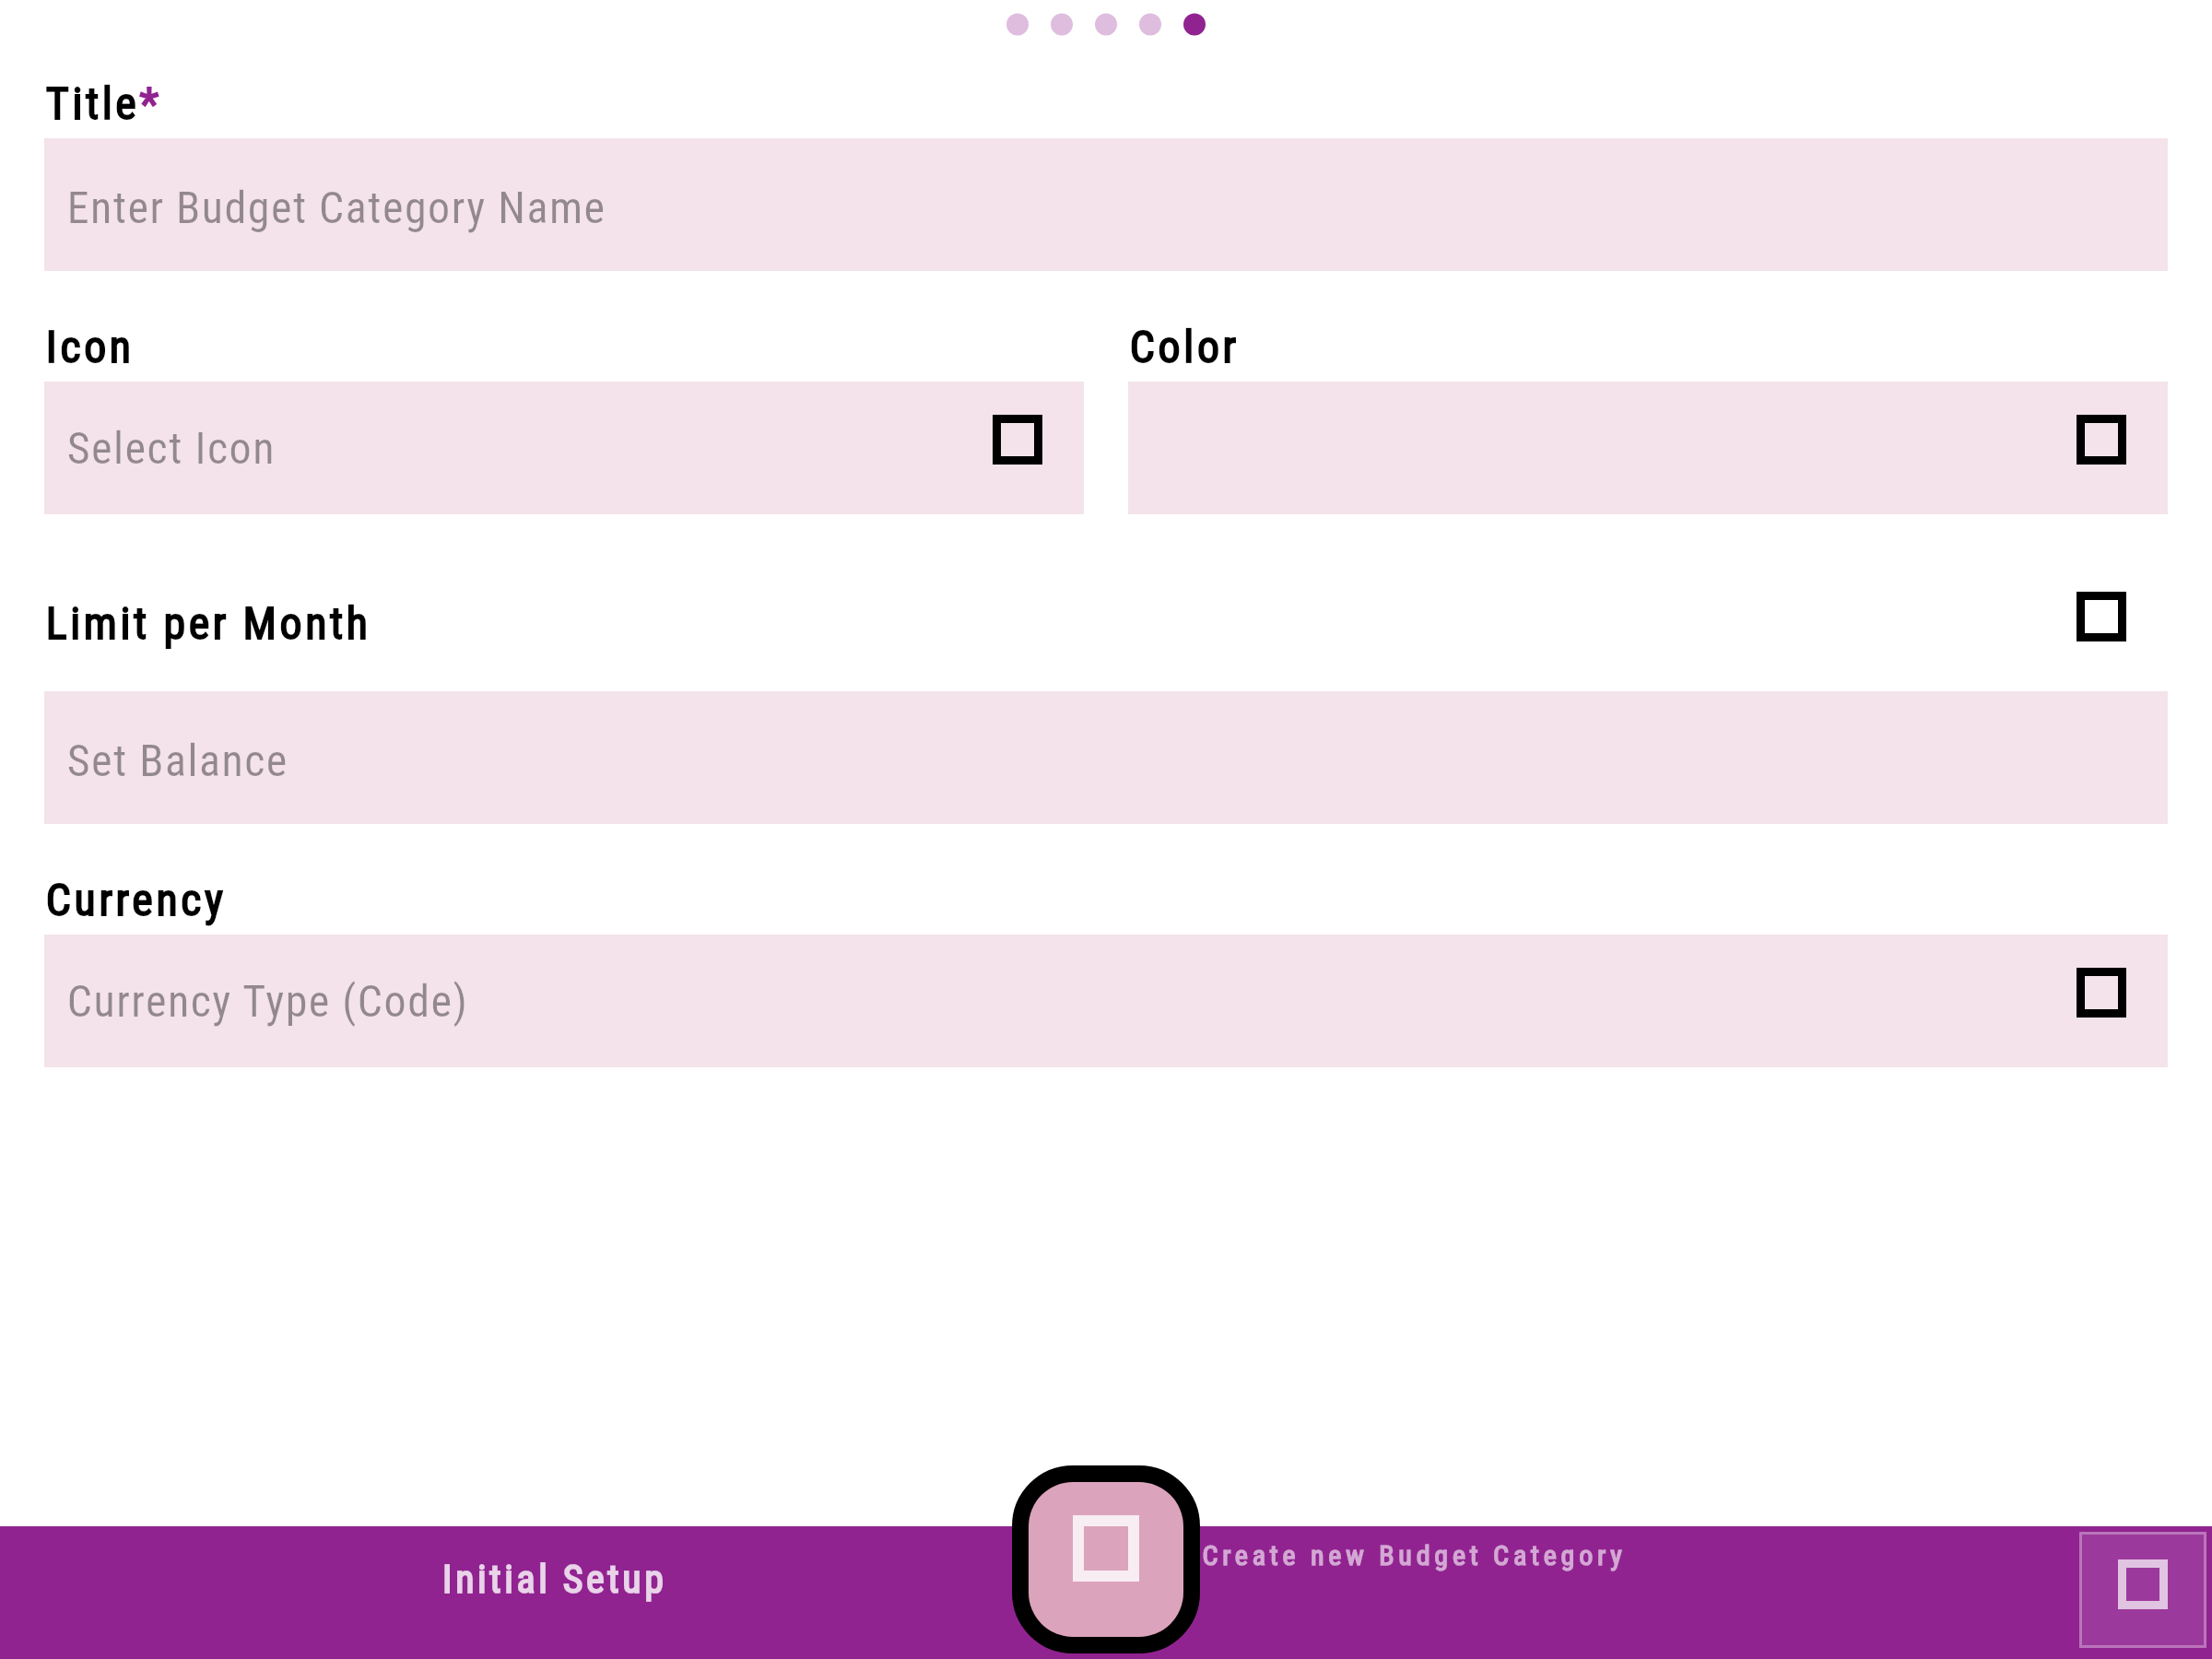 Title*
Enter Budget Category Name
Icon
Color
Select Icon
Limit per Month
Set Balance
Currency
Currency Type (Code)
Initial Setup
Create new Budget Category